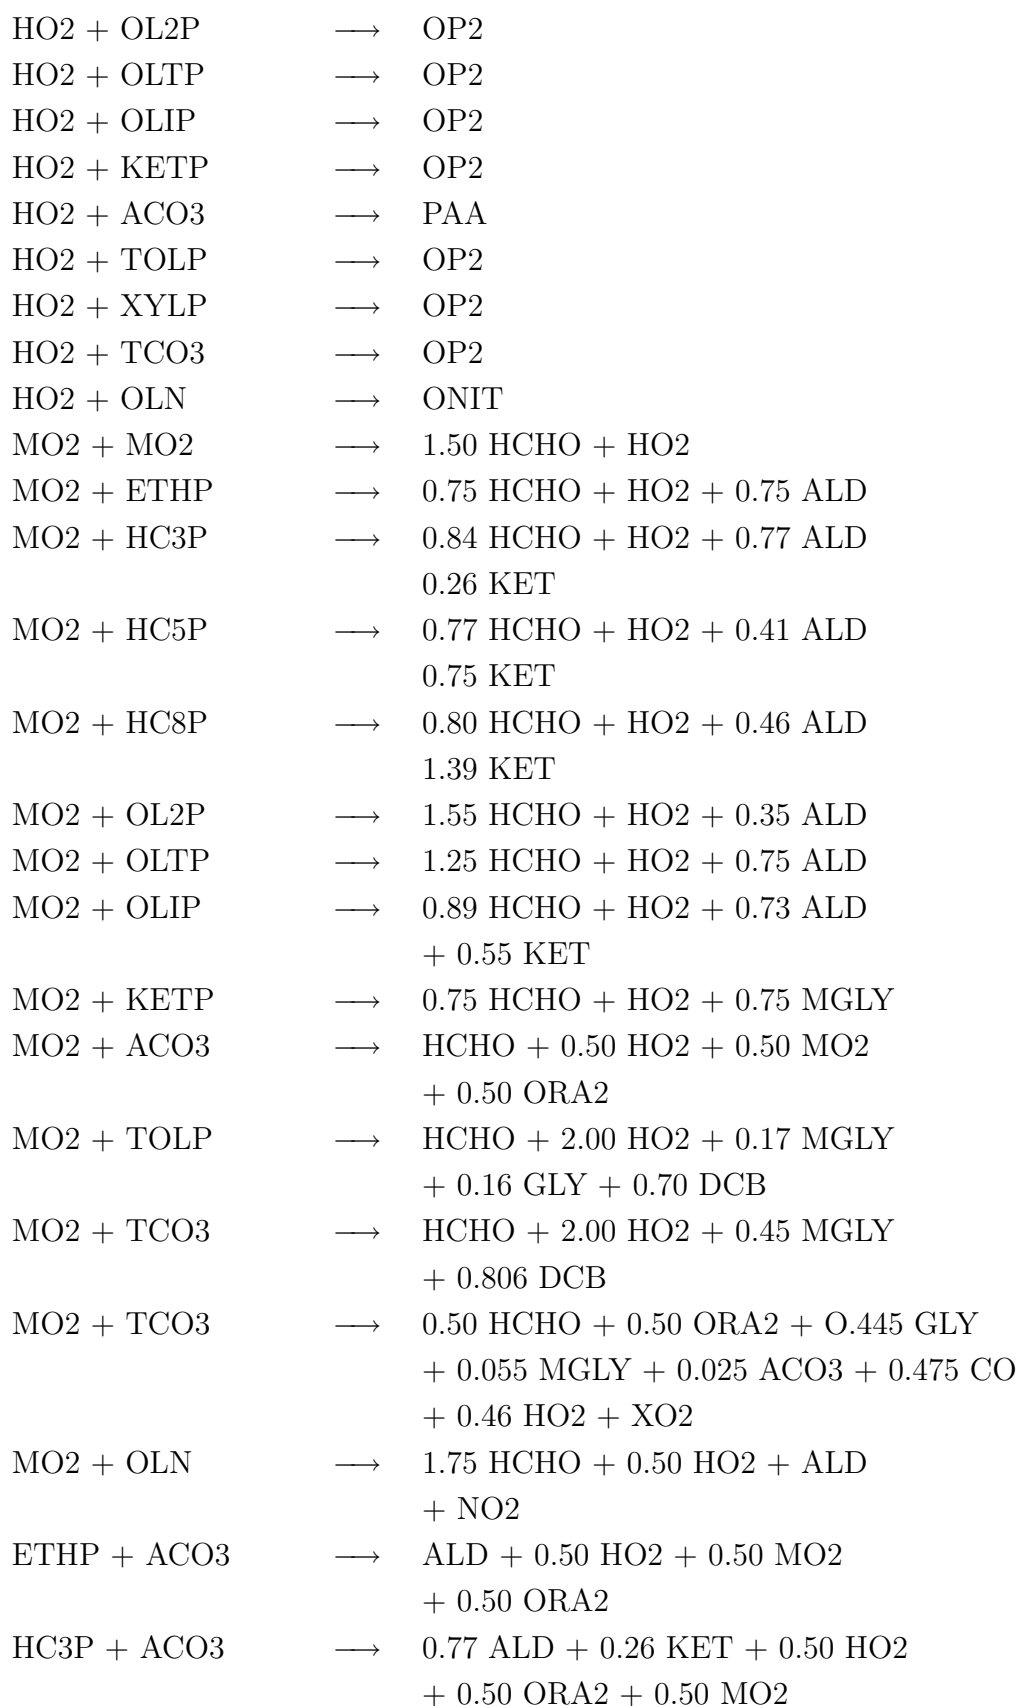 HO2 + OL2P ⟶ OP2
HO2 + OLTP ⟶ OP2
HO2 + OLIP ⟶ OP2
HO2 + KETP ⟶ OP2
HO2 + ACO3 ⟶ PAA
HO2 + TOLP ⟶ OP2
HO2 + XYLP ⟶ OP2
HO2 + TCO3 ⟶ OP2
HO2 + OLN ⟶ ONIT
MO2 + MO2 ⟶ 1.50 HCHO + HO2
MO2 + ETHP ⟶ 0.75 HCHO + HO2 + 0.75 ALD
MO2 + HC3P ⟶ 0.84 HCHO + HO2 + 0.77 ALD
0.26 KET
MO2 + HC5P ⟶ 0.77 HCHO + HO2 + 0.41 ALD
0.75 KET
MO2 + HC8P ⟶ 0.80 HCHO + HO2 + 0.46 ALD
1.39 KET
MO2 + OL2P ⟶ 1.55 HCHO + HO2 + 0.35 ALD
MO2 + OLTP ⟶ 1.25 HCHO + HO2 + 0.75 ALD
MO2 + OLIP ⟶ 0.89 HCHO + HO2 + 0.73 ALD
+ 0.55 KET
MO2 + KETP ⟶ 0.75 HCHO + HO2 + 0.75 MGLY
MO2 + ACO3 ⟶ HCHO + 0.50 HO2 + 0.50 MO2
+ 0.50 ORA2
MO2 + TOLP ⟶ HCHO + 2.00 HO2 + 0.17 MGLY
+ 0.16 GLY + 0.70 DCB
MO2 + TCO3 ⟶ HCHO + 2.00 HO2 + 0.45 MGLY
+ 0.806 DCB
MO2 + TCO3 ⟶ 0.50 HCHO + 0.50 ORA2 + O.445 GLY
+ 0.055 MGLY + 0.025 ACO3 + 0.475 CO
+ 0.46 HO2 + XO2
MO2 + OLN ⟶ 1.75 HCHO + 0.50 HO2 + ALD
+ NO2
ETHP + ACO3 ⟶ ALD + 0.50 HO2 + 0.50 MO2
+ 0.50 ORA2
HC3P + ACO3 ⟶ 0.77 ALD + 0.26 KET + 0.50 HO2
+ 0.50 ORA2 + 0.50 MO2